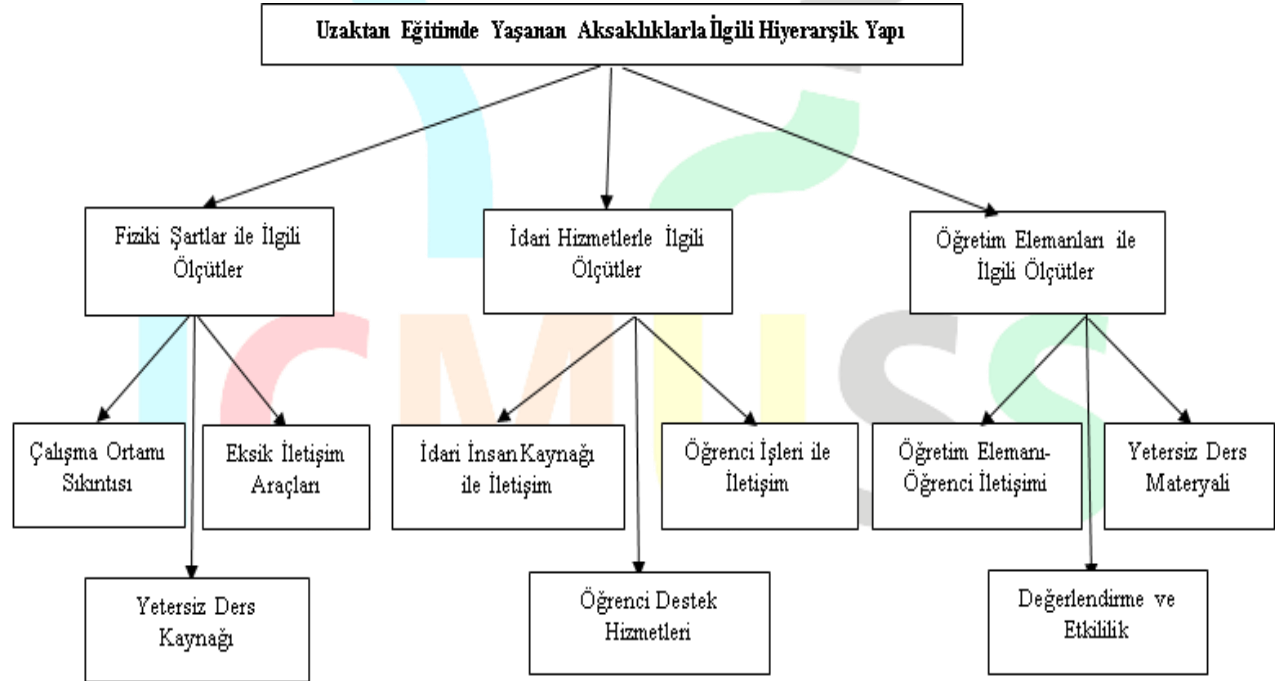 Uzaktan Eğitimde Yaşanan Aksaklıklarla İlgili Hiyerarşik Yapı
Fiziki Şartlar ile İlgili
Ölçütler
İdari Hizmetlerle İlgili
Ölçütler
Öğretim Elemanları ile
İlgili Ölçütler
Çalışma Ortamı
Sıkıntısı
Eksik İletişim
Araçları
İdari İnsan Kaynağı
ile İletişim
Öğrenci İşleri ile
İletişim
Öğretim Elemanı-
Öğrenci İletişimi
Yetersiz Ders
Materyali
Yetersiz Ders
Kaynağı
Öğrenci Destek
Hizmetleri
Değerlendirme ve
Etkililik
ICMUSS